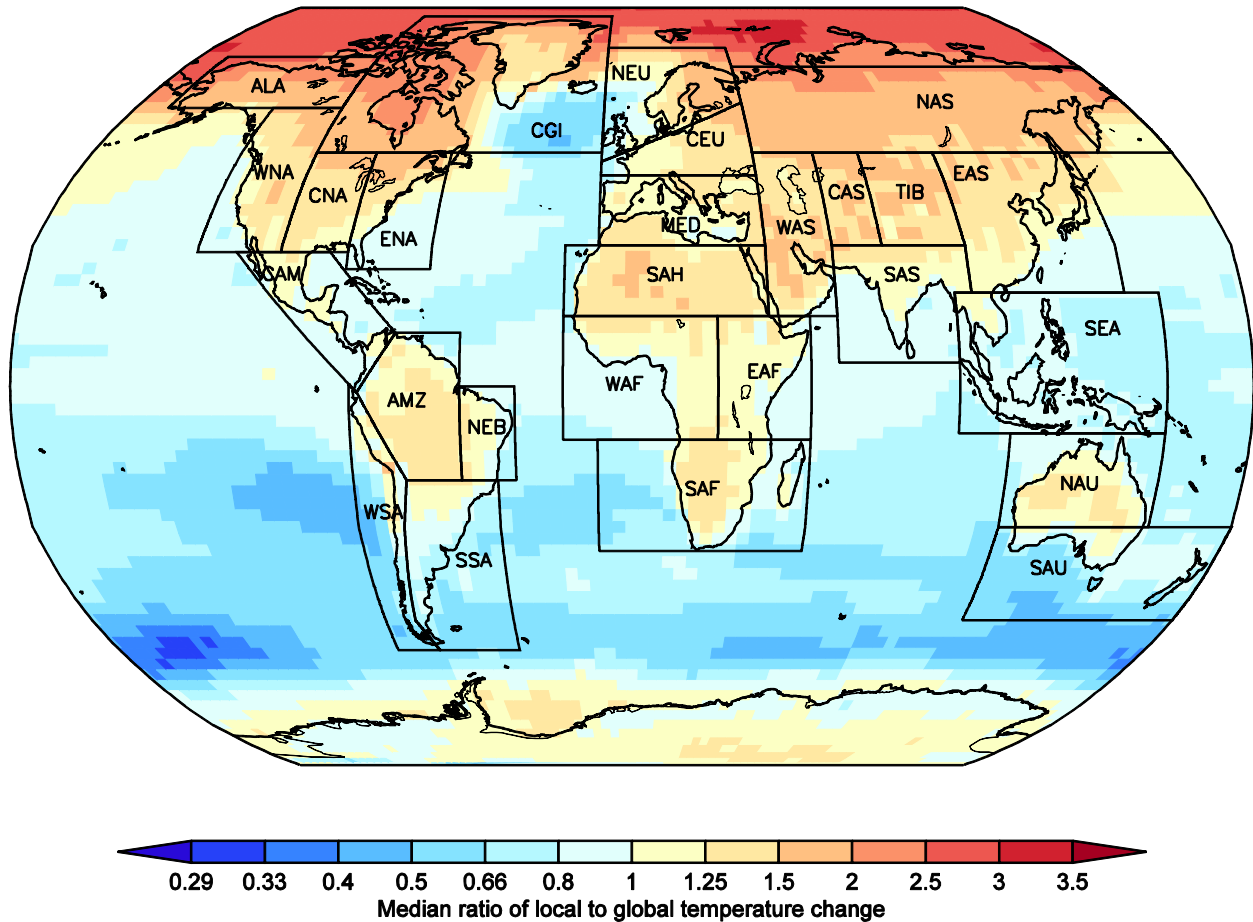 ALA
NEU
NAS
CGI
CEU
WNA
CNA
CAS
TIB
EAS
ENA
MED
WAS
CAM
SAH
SAS
SEA
WAF
EAF
AMZ
NEB
SAF
NAU
WSA
SSA
SAU
0.29 0.33 0.4 0.5 0.66 0.8 1 1.25 1.5 2 2.5 3 3.5
Median ratio of local to global temperature change